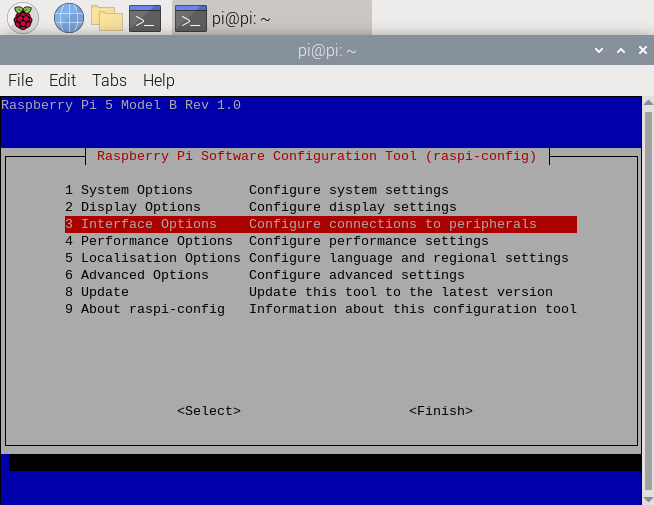 pi@pi: ~
pi@pi: ~
File Edit Tabs Help
Raspberry Pi 5 Model B Rev 1.0
Raspberry Pi Software Configuration Tool (raspi-config)
1 System Options Configure system settings
2 Display Options Configure display settings
3 Interface Options Configure connections to peripherals
4 Performance Options Configure performance settings
5 Localisation Options Configure language and regional settings
6 Advanced Options Configure advanced settings
8 Update Update this tool to the latest version
9 About raspi-config Information about this configuration tool
<Select> <Finish>